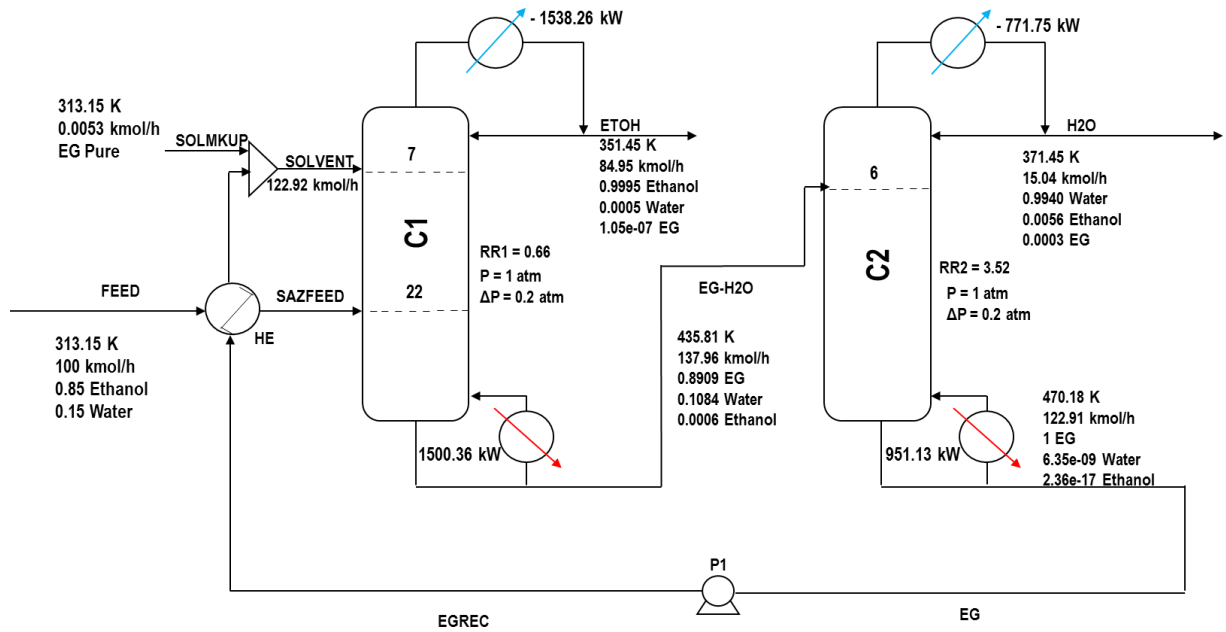 - 1538.26 kW
- 771.75 kW
313.15 K
0.0053 kmol/h
EG Pure
SOLMKUP
SOLVENT
122.92 kmol/h
7
C1
22
ETOH
351.45 K
84.95 kmol/h
0.9995 Ethanol
0.0005 Water
1.05e-07 EG
RR1 = 0.66
P = 1 atm
ΔP = 0.2 atm
6
C2
H2O
371.45 K
15.04 kmol/h
0.9940 Water
0.0056 Ethanol
0.0003 EG
RR2 = 3.52
P = 1 atm
ΔP = 0.2 atm
FEED
SAZFEED
HE
313.15 K
100 kmol/h
0.85 Ethanol
0.15 Water
EG-H2O
435.81 K
137.96 kmol/h
0.8909 EG
0.1084 Water
0.0006 Ethanol
1500.36 kW
951.13 kW
470.18 K
122.91 kmol/h
1 EG
6.35e-09 Water
2.36e-17 Ethanol
P1
EGREC
EG